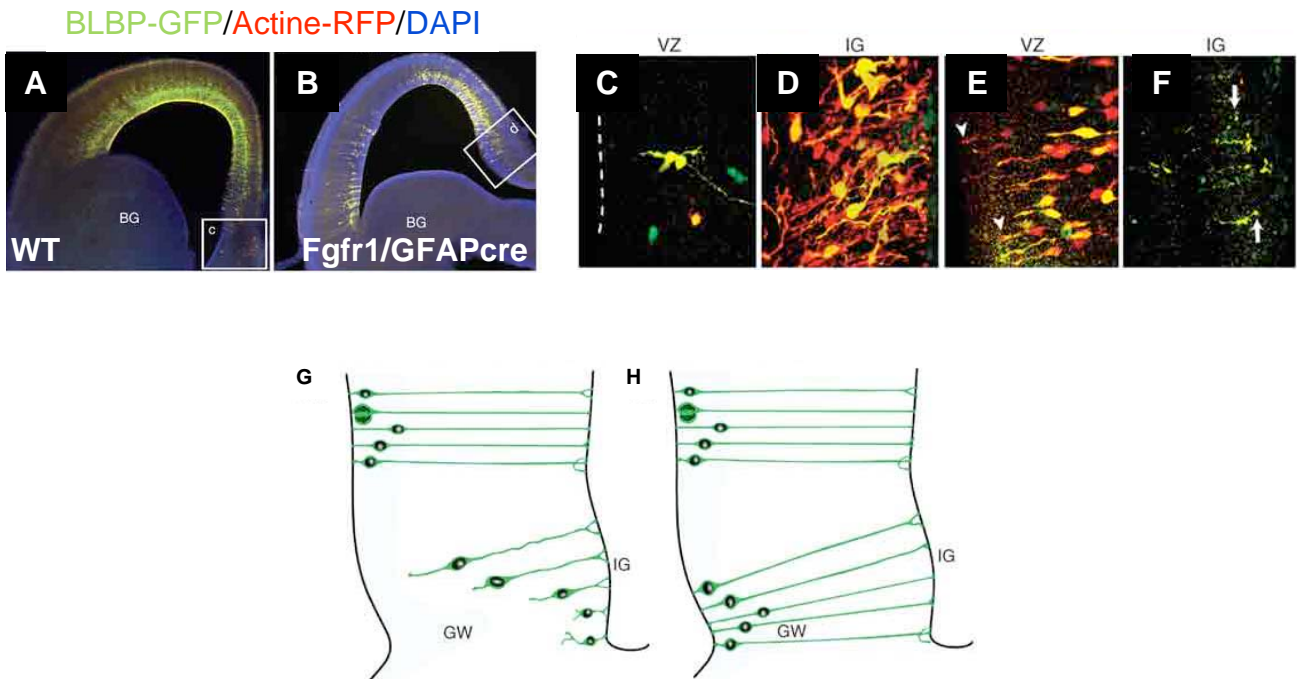 BLBP-GFP/Actine-RFP/DAPI
A
BG
c
WT
B
d
BG
Fgfr1/GFAPcre
VZ IG VZ IG
C D E F
G
IG
GW
H
IG
GW